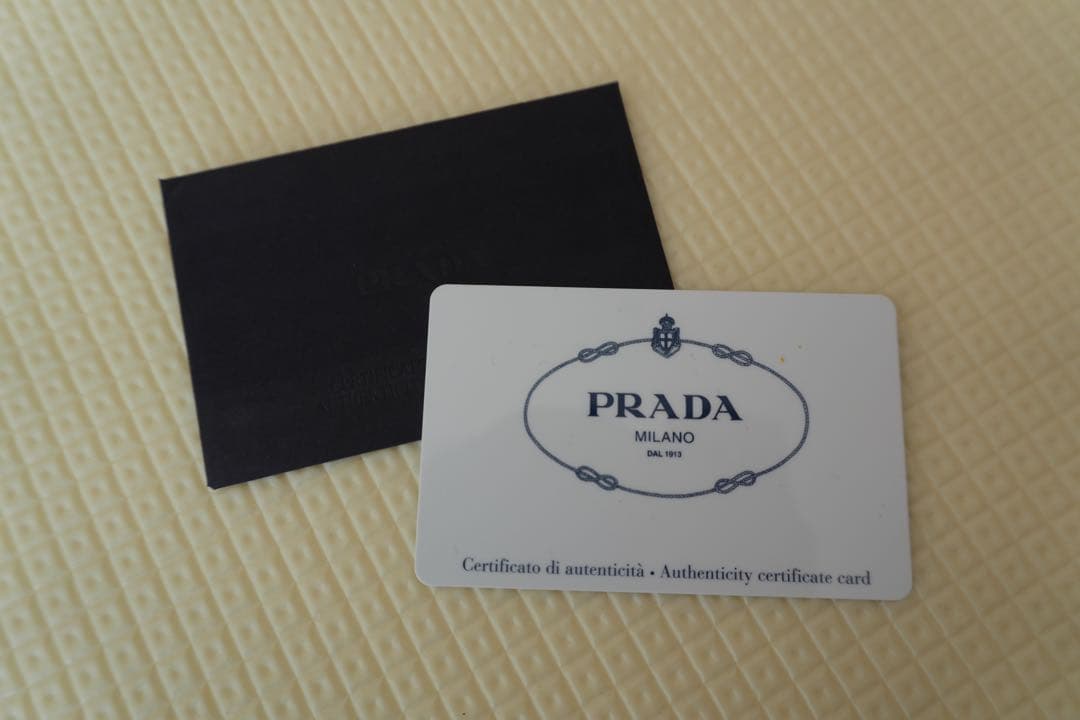 PRADA
MILANO
DAL 1913
Certificato di autenticità • Authenticity certificate card